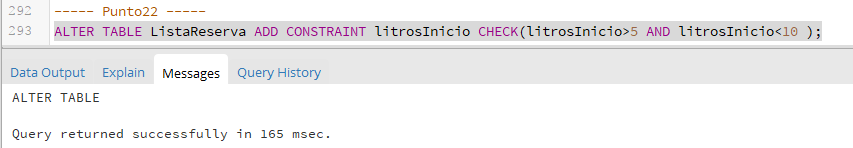 292 ----- Punto22 -----
293 ALTER TABLE ListaReserva ADD CONSTRAINT litrosInicio CHECK(litrosInicio>5 AND litrosInicio<10 );
Data Output Explain Messages Query History
ALTER TABLE
Query returned successfully in 165 msec.